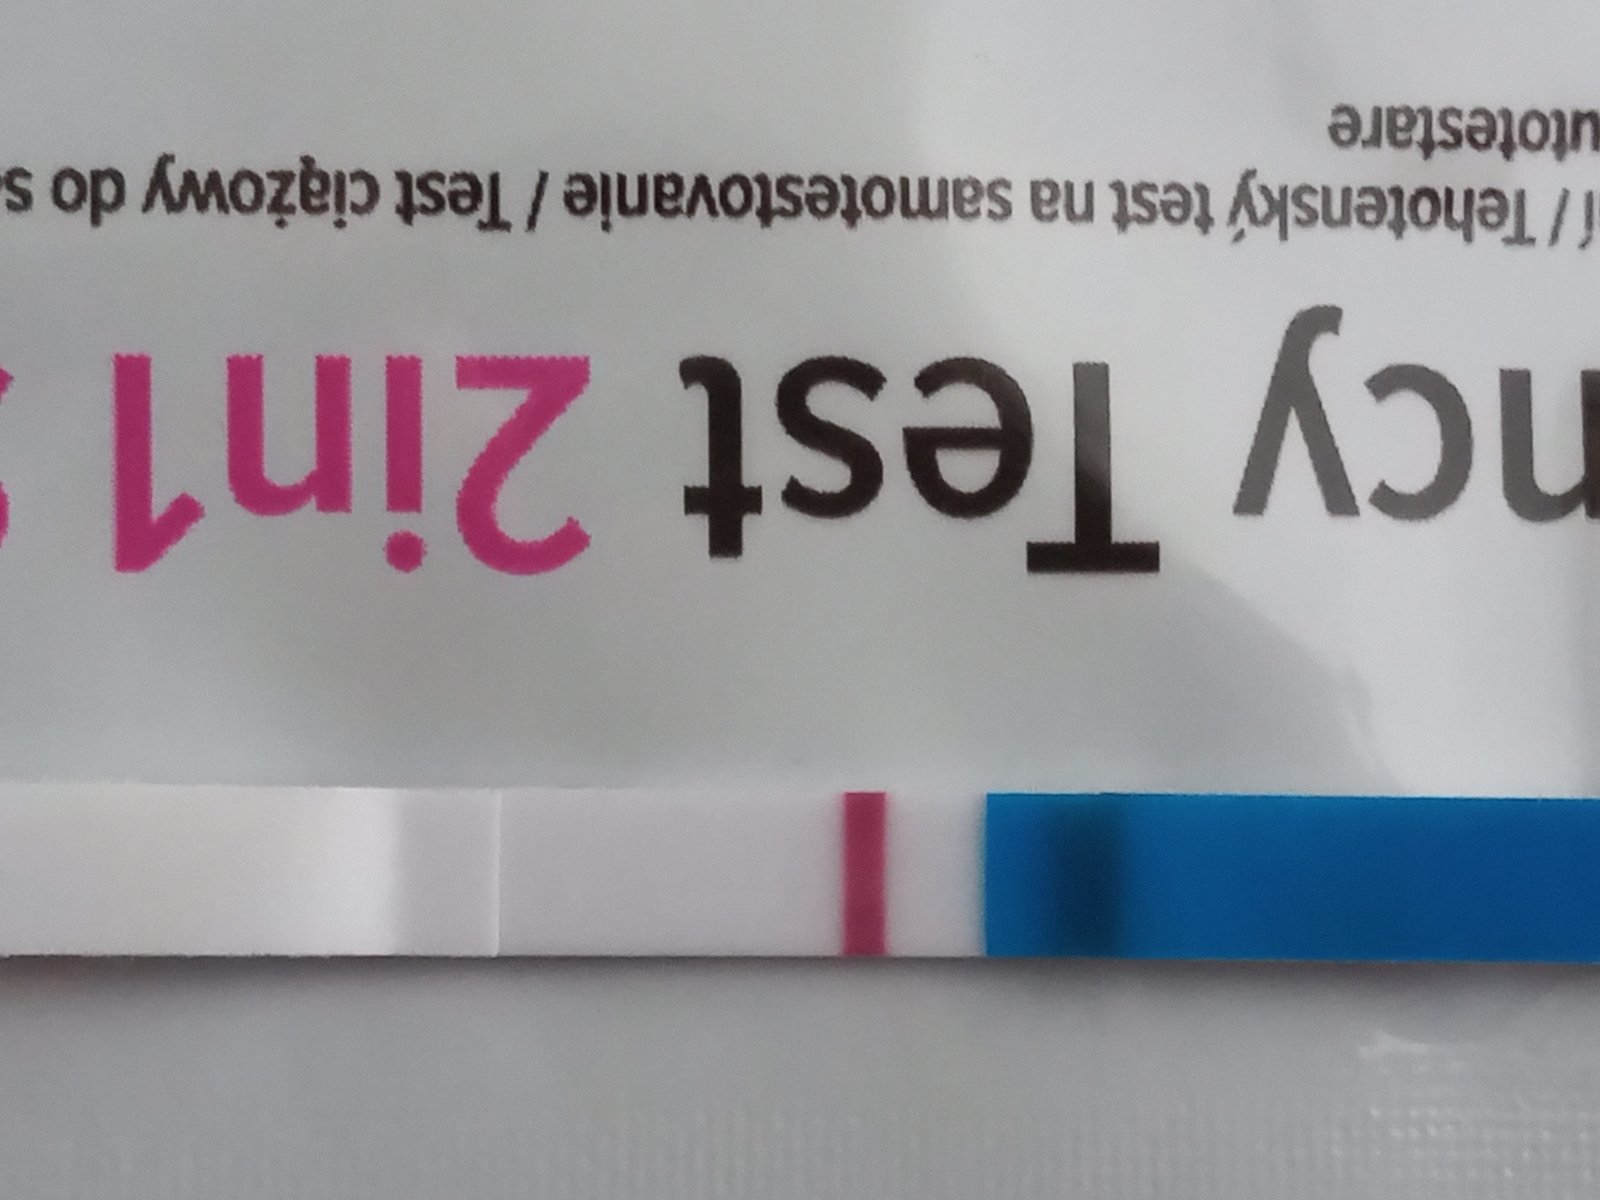 ncy Test 2in1
í / Tehotenský test na samotestovanie / Test ciążowy do s
utotestare